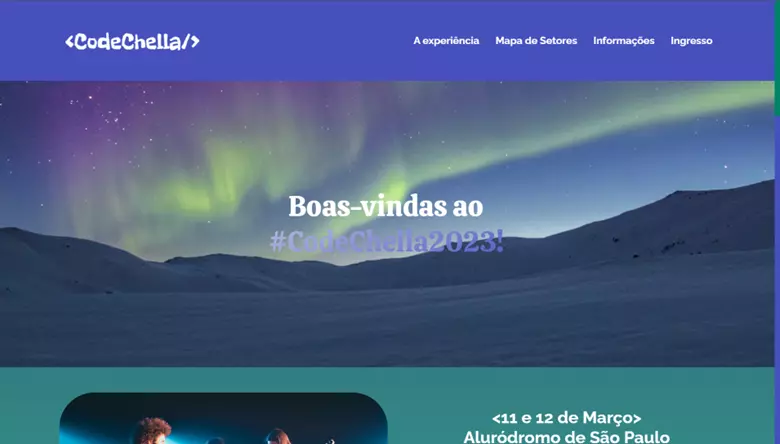 <CodeChella/>
A experiência Mapa de Setores Informações Ingresso
Boas-vindas ao
#CodeChella2023!
<11 e 12 de Março>
Aluródromo de São Paulo